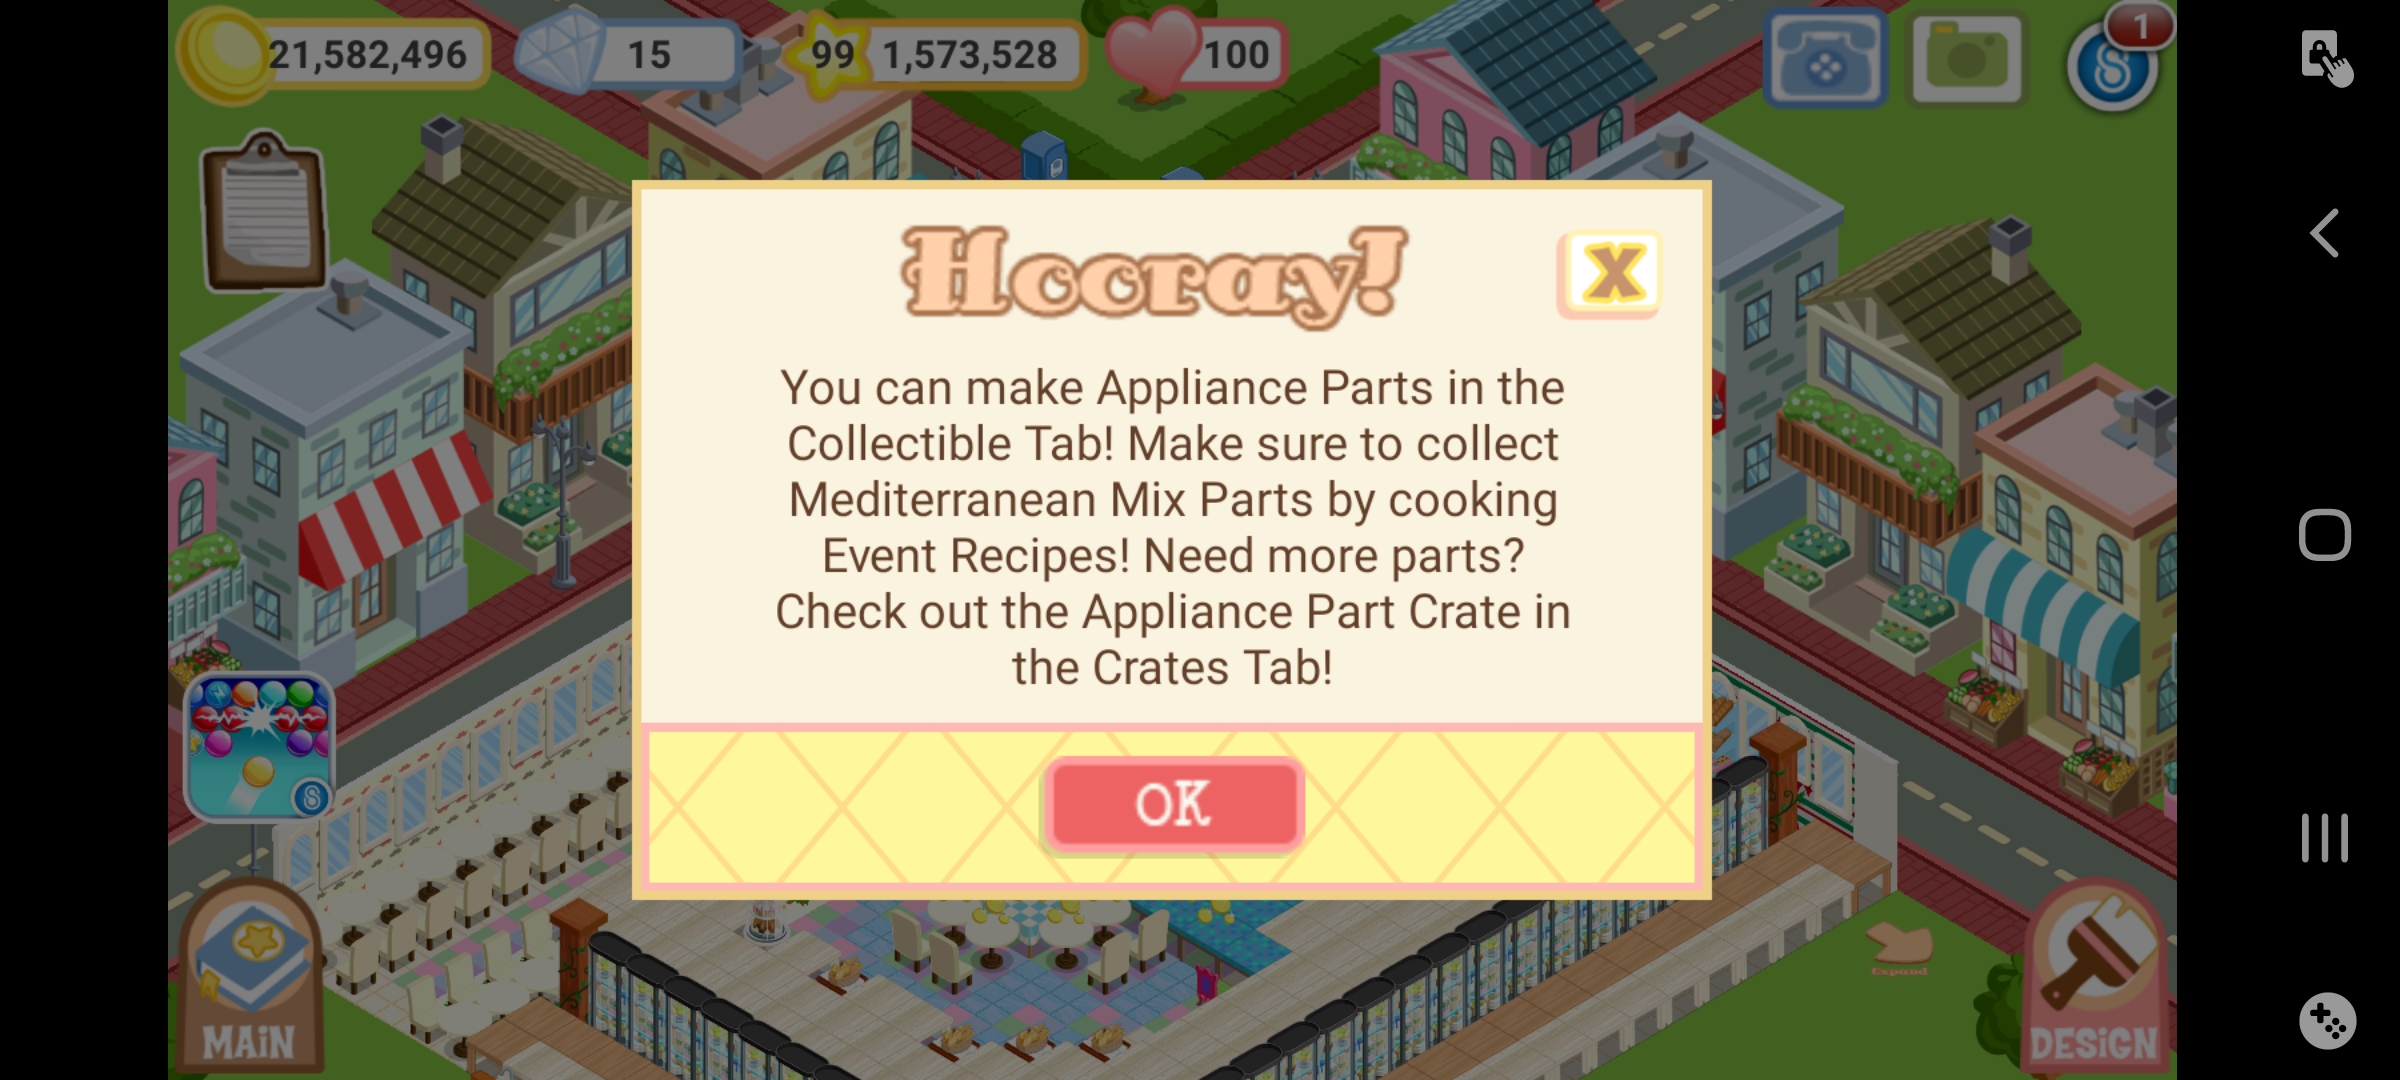 21,582,496
15
99
1,573,528
100
1
Hooray!
X
You can make Appliance Parts in the
Collectible Tab! Make sure to collect
Mediterranean Mix Parts by cooking
Event Recipes! Need more parts?
Check out the Appliance Part Crate in
the Crates Tab!
OK
Expand
MAiN
DESiGN